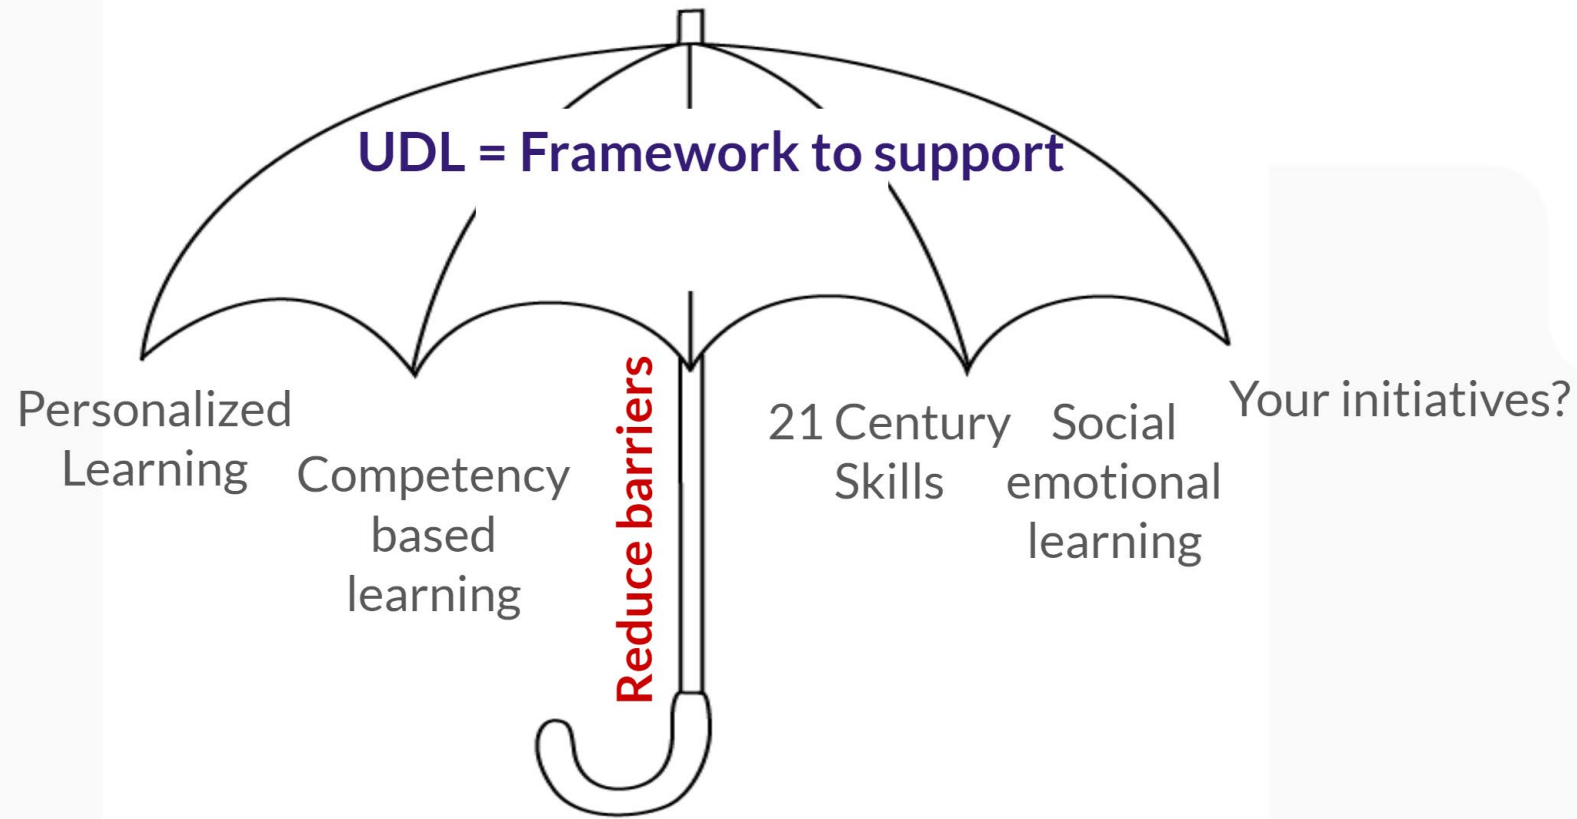 UDL = Framework to support
Personalized
Learning
Competency
based
learning
Reduce barriers
21 Century
Skills
Social
emotional
learning
Your initiatives?